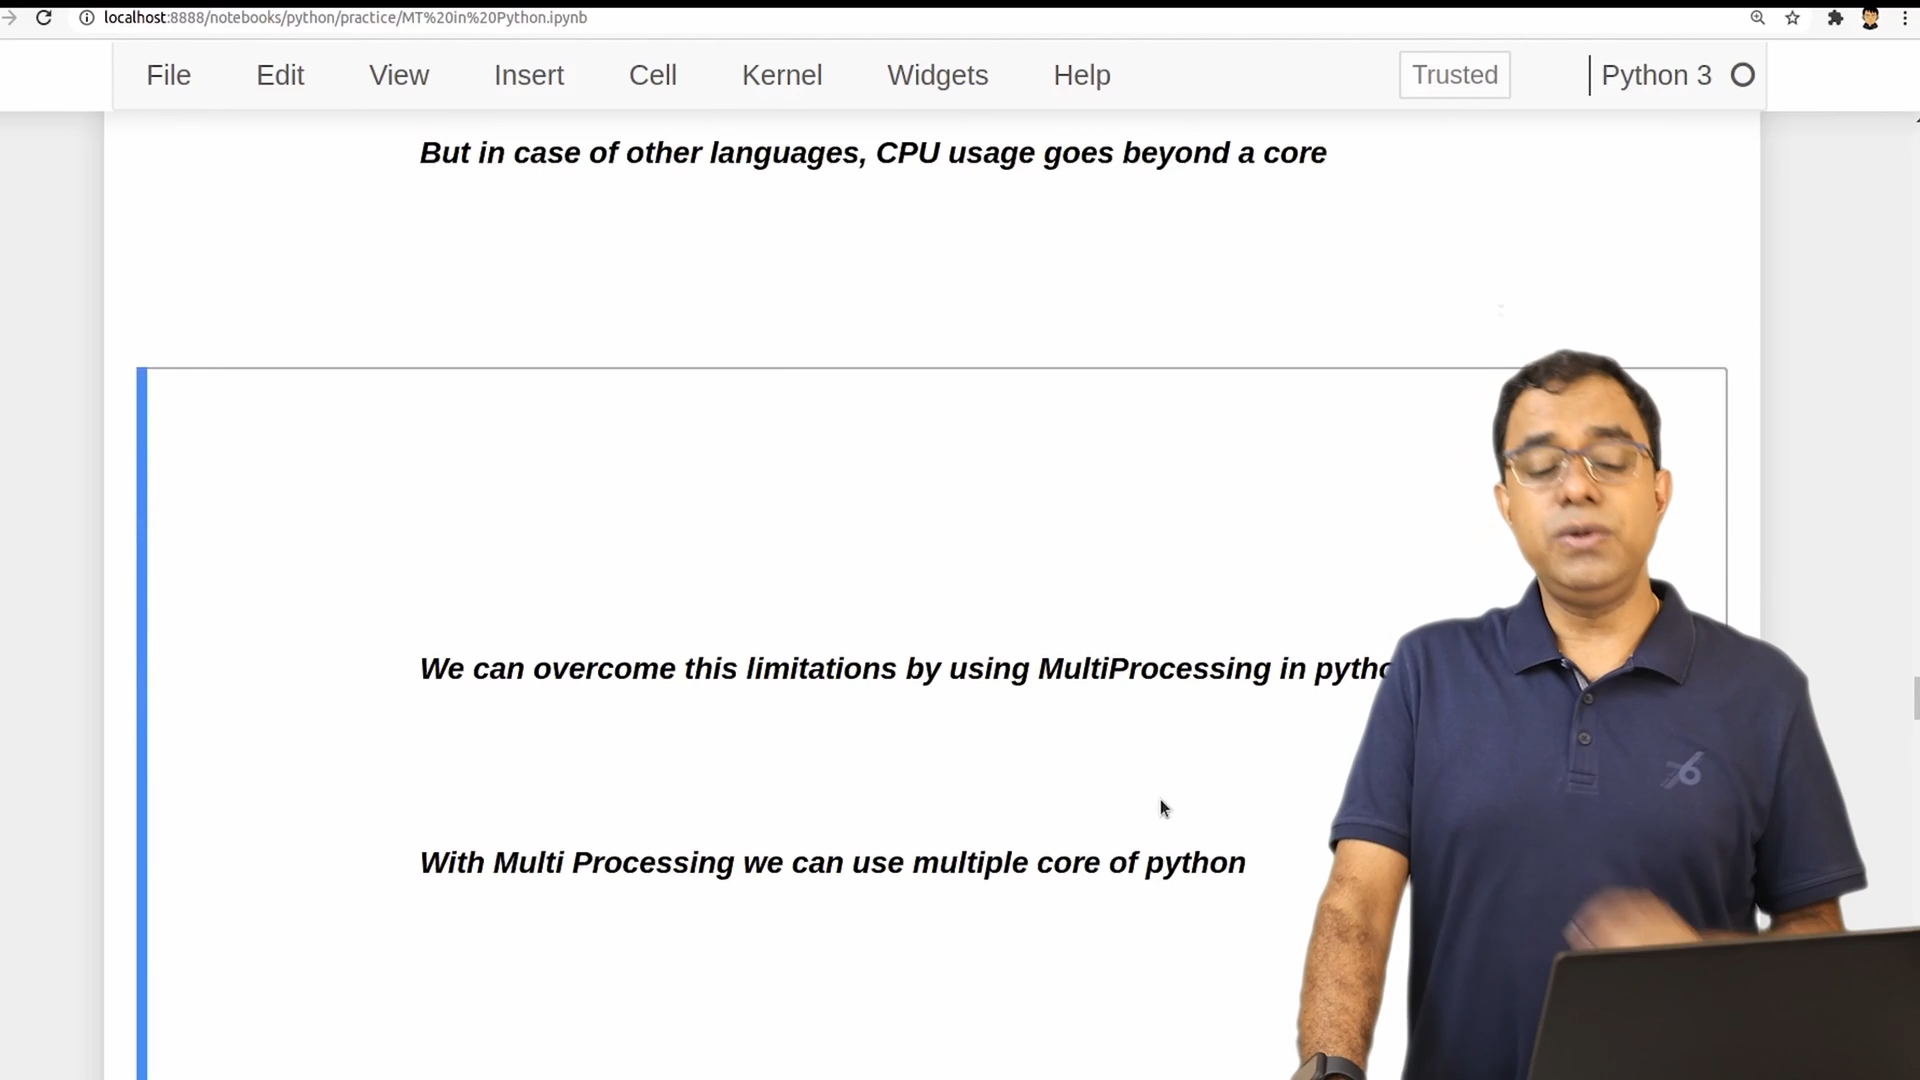 localhost:8888/notebooks/python/practice/MT%20in%20Python.ipynb
File Edit View Insert Cell Kernel Widgets Help Trusted Python 3
But in case of other languages, CPU usage goes beyond a core
We can overcome this limitations by using MultiProcessing in pytho
With Multi Processing we can use multiple core of python